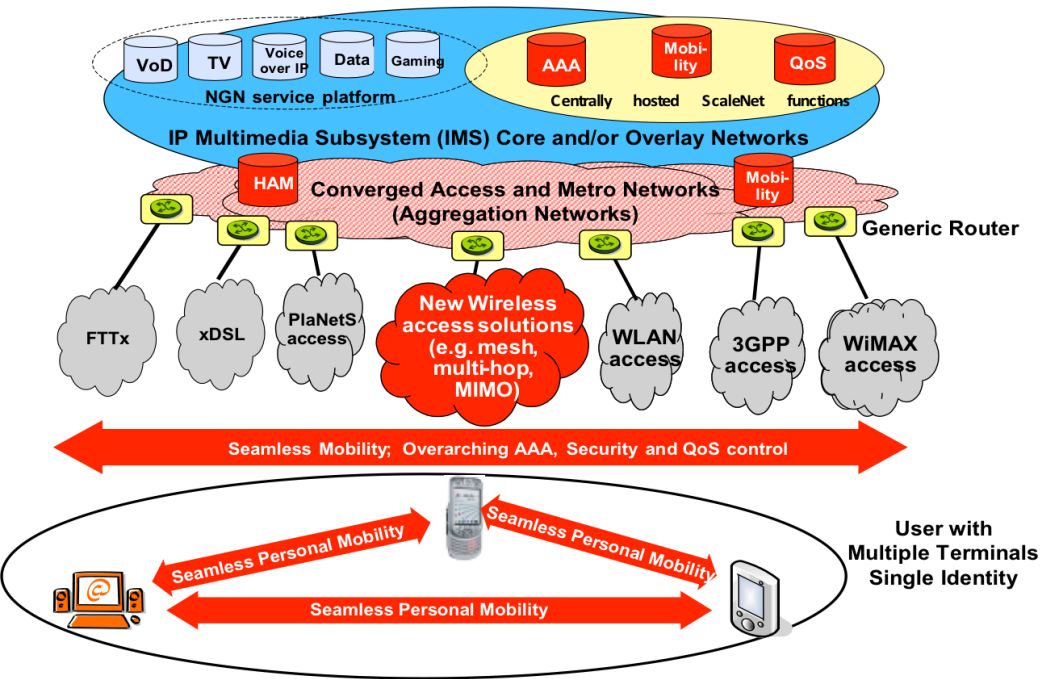 VoD
TV
Voice
over IP
Data
Gaming
NGN service platform
AAA
Mobi-
lity
QoS
Centrally hosted ScaleNet functions
IP Multimedia Subsystem (IMS) Core and/or Overlay Networks
HAM
Converged Access and Metro Networks
(Aggregation Networks)
Mobi-
lity
Generic Router
FTTx
xDSL
PlaNetS
access
New Wireless
access solutions
(e.g. mesh,
multi-hop,
MIMO)
WLAN
access
3GPP
access
WiMAX
access
Seamless Mobility; Overarching AAA, Security and QoS control
Seamless Personal Mobility
Seamless Personal Mobility
Seamless Personal Mobility
@
User with
Multiple Terminals
Single Identity